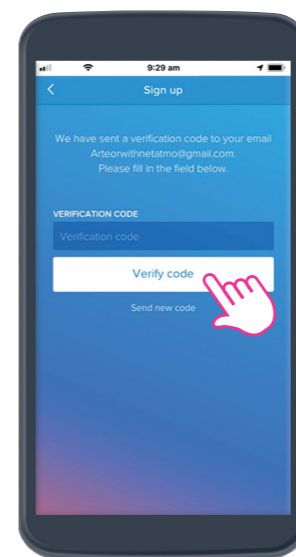 9:29 am
Sign up
We have sent a verification code to your email
Arteorwithnetatmo@gmail.com.
Please fill in the field below.
VERIFICATION CODE
Verification code
Verify code
Send new code